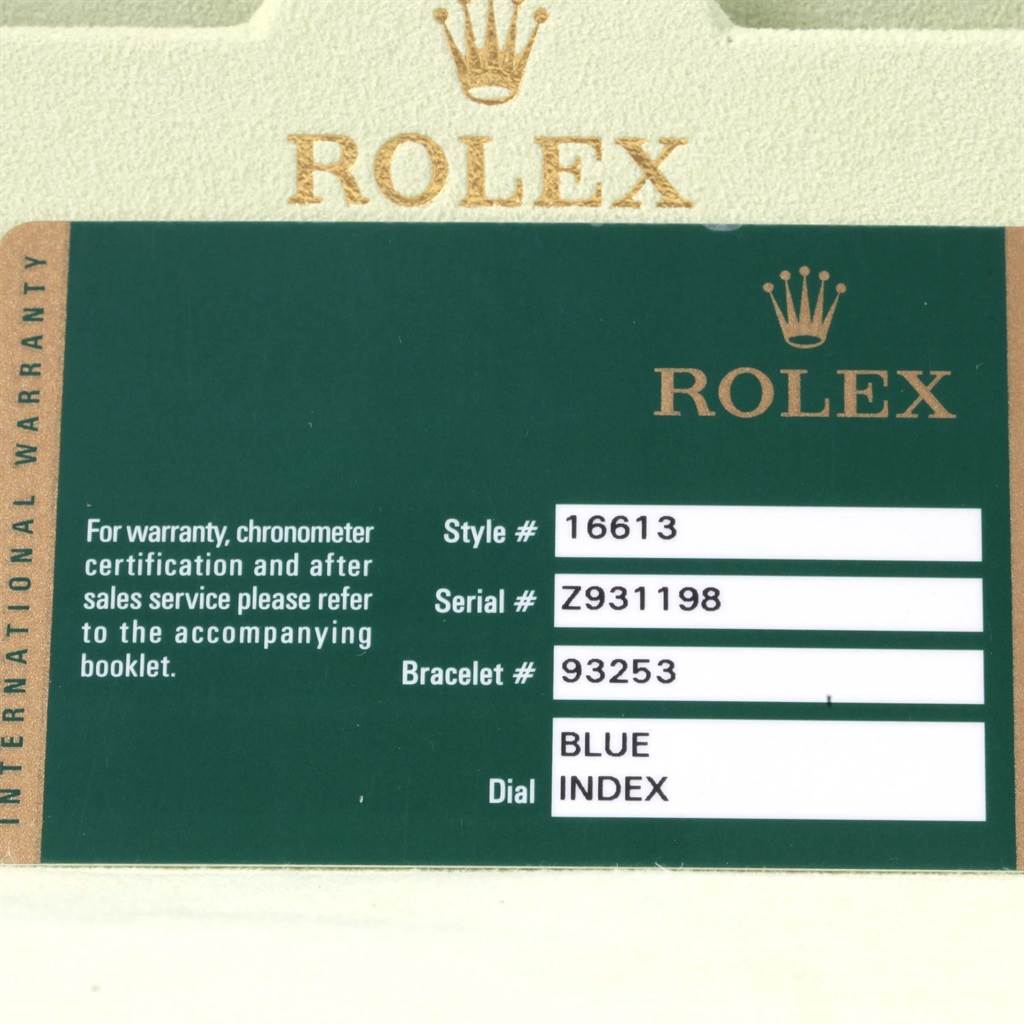 ROLEX
ROLEX
INTERNATIONAL WARRANTY
For warranty, chronometer
certification and after
sales service please refer
to the accompanying
booklet.
Style # 16613
Serial # Z931198
Bracelet # 93253
Dial BLUE
INDEX